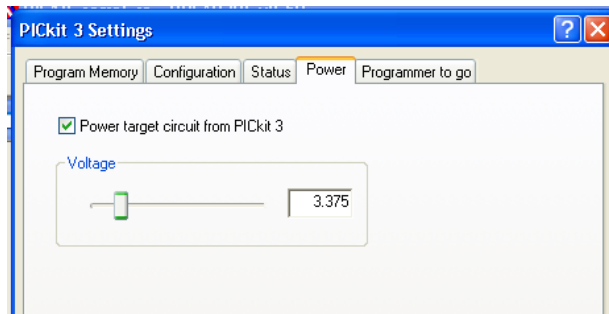 PICkit 3 Settings
Program Memory Configuration Status Power Programmer to go
Power target circuit from PICkit 3
Voltage
3.375